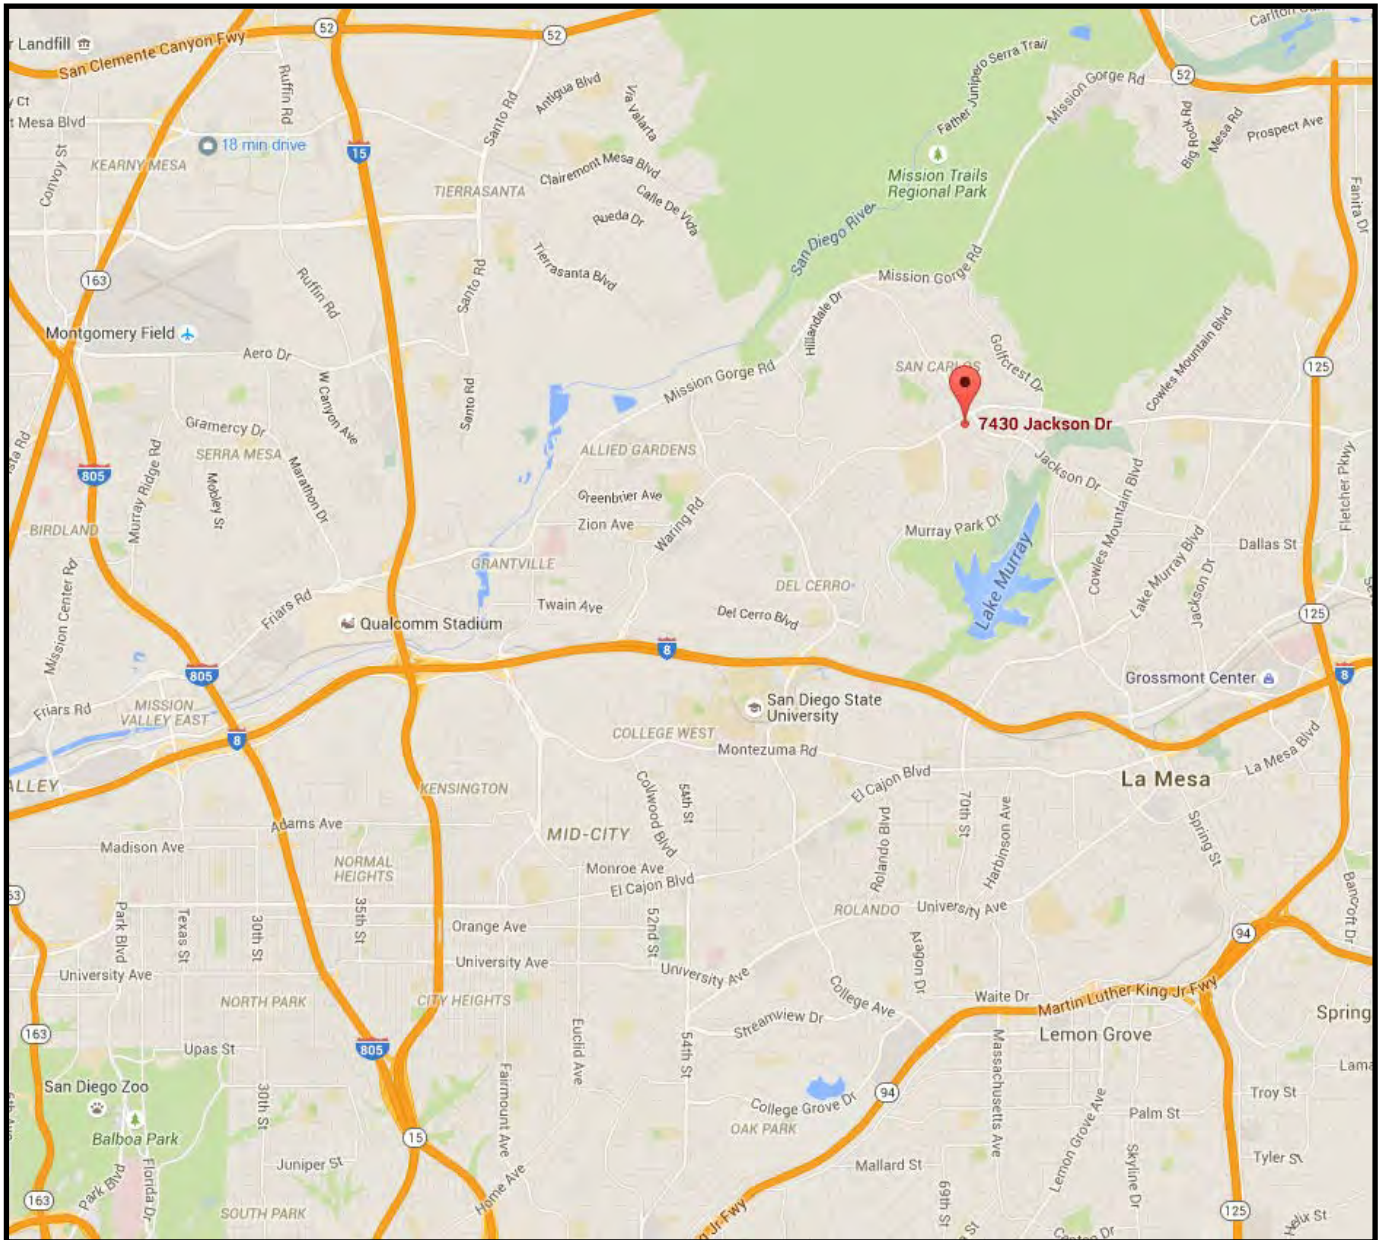 52
52
Carlton
r Landfill
San Clemente Canyon Fwy
Ruffin Rd
Santo Rd
Antigua Blvd
Via Valarta
Father Junipero Serra Trail
Mission Gorge Rd
52
Big Rock Rd
Mesa Rd
Prospect Ave
y Ct
t Mesa Blvd
18 min drive
15
KEARNY MESA
Convoy St
TIERRASANTA
Clairemont Mesa Blvd
Calle De Vida
Rueda Dr
Mission Trails
Regional Park
Fanita Dr
San Diego River
Tierrasanta Blvd
Santo Rd
Ruffin Rd
163
Mission Gorge Rd
Hillandale Dr
Golfcrest Dr
Cowles Mountain Blvd
Montgomery Field
Aero Dr
W Canyon Ave
Santo Rd
Mission Gorge Rd
SAN CARLOS
125
7430 Jackson Dr
Gramercy Dr
SERRA MESA
ALLIED GARDENS
Jackson Dr
sta Rd
805
Murray Ridge Rd
Mobley St
Marathon Dr
Greenbrier Ave
Zion Ave
Waring Rd
Murray Park Dr
Cowles Mountain Blvd
Lake Murray Blvd
Fletcher Pkwy
BIRDLAND
Dallas St
GRANTVILLE
Lake Murray
Jackson Dr
Mission Center Rd
Friars Rd
DEL CERRO
Twain Ave
Del Cerro Blvd
125
Qualcomm Stadium
8
805
Grossmont Center
8
Friars Rd
MISSION
VALLEY EAST
San Diego State
University
8
COLLEGE WEST
Montezuma Rd
La Mesa Blvd
ALLEY
KENSINGTON
Collwood Blvd
54th St
El Cajon Blvd
70th St
Harbinson Ave
La Mesa
Adams Ave
Madison Ave
NORMAL
HEIGHTS
MID-CITY
Monroe Ave
El Cajon Blvd
Rolando Blvd
Spring St
63
Park Blvd
Texas St
30th St
35th St
Orange Ave
52nd St
ROLANDO
University Ave
Bancroft Dr
94
University Ave
University Ave
University Ave
Aragon Dr
NORTH PARK
CITY HEIGHTS
College Ave
Waite Dr
Martin Luther King Jr Fwy
Spring
163
Streamview Dr
Lemon Grove
Upas St
805
Euclid Ave
54th St
Massachusetts Ave
Lama
San Diego Zoo
30th St
Fairmount Ave
College Grove Dr
94
Lemon Grove Ave
Troy St
Balboa Park
OAK PARK
Palm St
15
Juniper St
Mallard St
Skyline Dr
Tyler St
Park Blvd
Florida Dr
Home Ave
69th St
163
SOUTH PARK
125
Jr Fwy
a St
Helix St